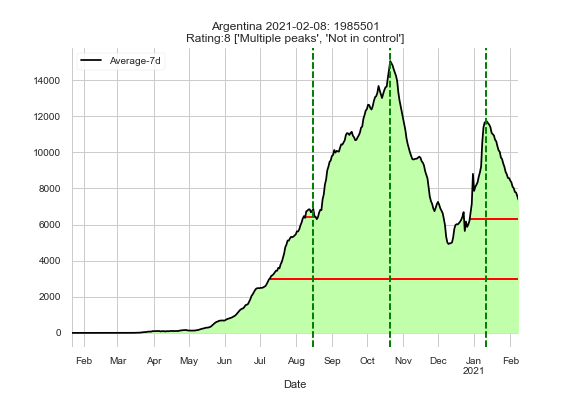 Argentina 2021-02-08: 1985501
Rating:8 ['Multiple peaks', 'Not in control']
Average-7d
14000
12000
10000
8000
6000
4000
2000
0
Feb Mar Apr May Jun Jul Aug Sep Oct Nov Dec Jan Feb
2021
Date